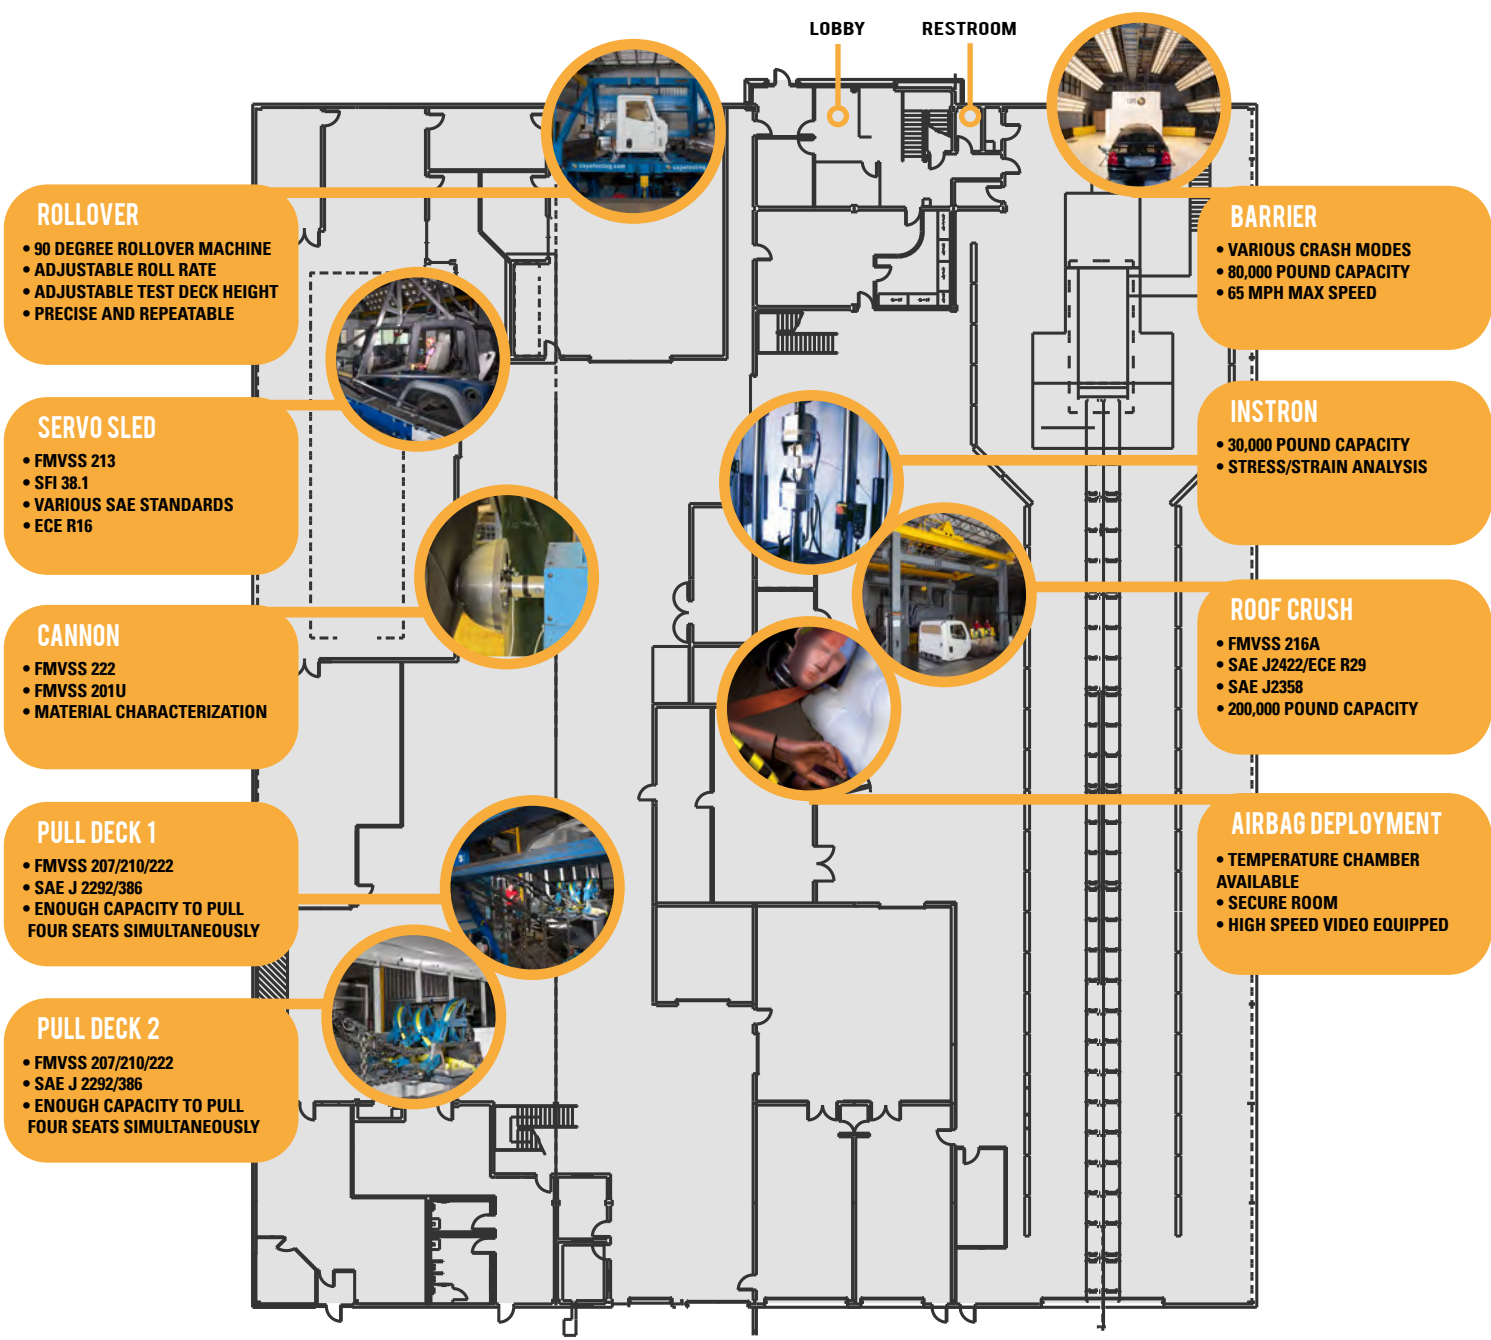 LOBBY
RESTROOM
capetesting.com
ROLLOVER
• 90 DEGREE ROLLOVER MACHINE
• ADJUSTABLE ROLL RATE
• ADJUSTABLE TEST DECK HEIGHT
• PRECISE AND REPEATABLE
SERVO SLED
• FMVSS 213
• SFI 38.1
• VARIOUS SAE STANDARDS
• ECE R16
CANNON
• FMVSS 222
• FMVSS 201U
• MATERIAL CHARACTERIZATION
PULL DECK 1
• FMVSS 207/210/222
• SAE J 2292/386
• ENOUGH CAPACITY TO PULL
FOUR SEATS SIMULTANEOUSLY
PULL DECK 2
• FMVSS 207/210/222
• SAE J 2292/386
• ENOUGH CAPACITY TO PULL
FOUR SEATS SIMULTANEOUSLY
BARRIER
• VARIOUS CRASH MODES
• 80,000 POUND CAPACITY
• 65 MPH MAX SPEED
INSTRON
• 30,000 POUND CAPACITY
• STRESS/STRAIN ANALYSIS
ROOF CRUSH
• FMVSS 216A
• SAE J2422/ECE R29
• SAE J2358
• 200,000 POUND CAPACITY
AIRBAG DEPLOYMENT
• TEMPERATURE CHAMBER
AVAILABLE
• SECURE ROOM
• HIGH SPEED VIDEO EQUIPPED